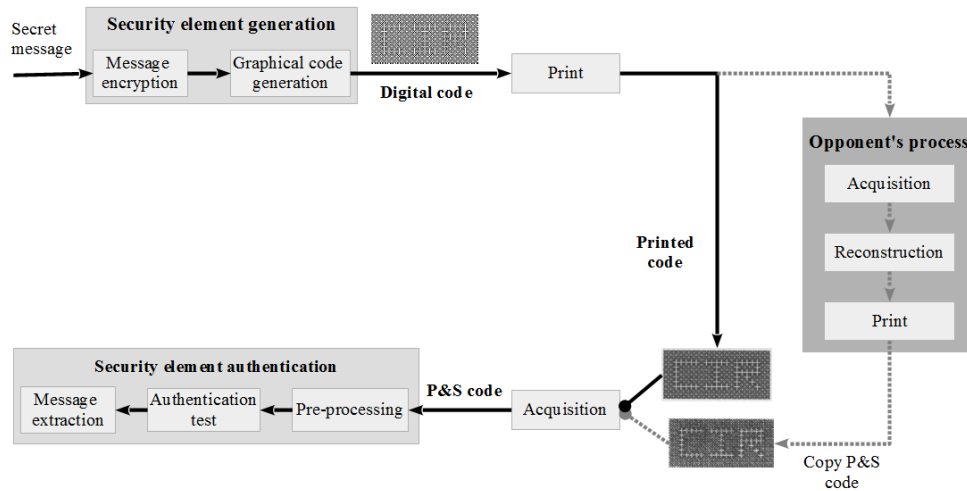 Security element generation
Secret
message
Message
encryption
Graphical code
generation
Digital code
Print
Opponent's process
Acquisition
Reconstruction
Print
Printed
code
Security element authentication
Message
extraction
Authentication
test
Pre-processing
P&S code
Acquisition
Copy P&S
code